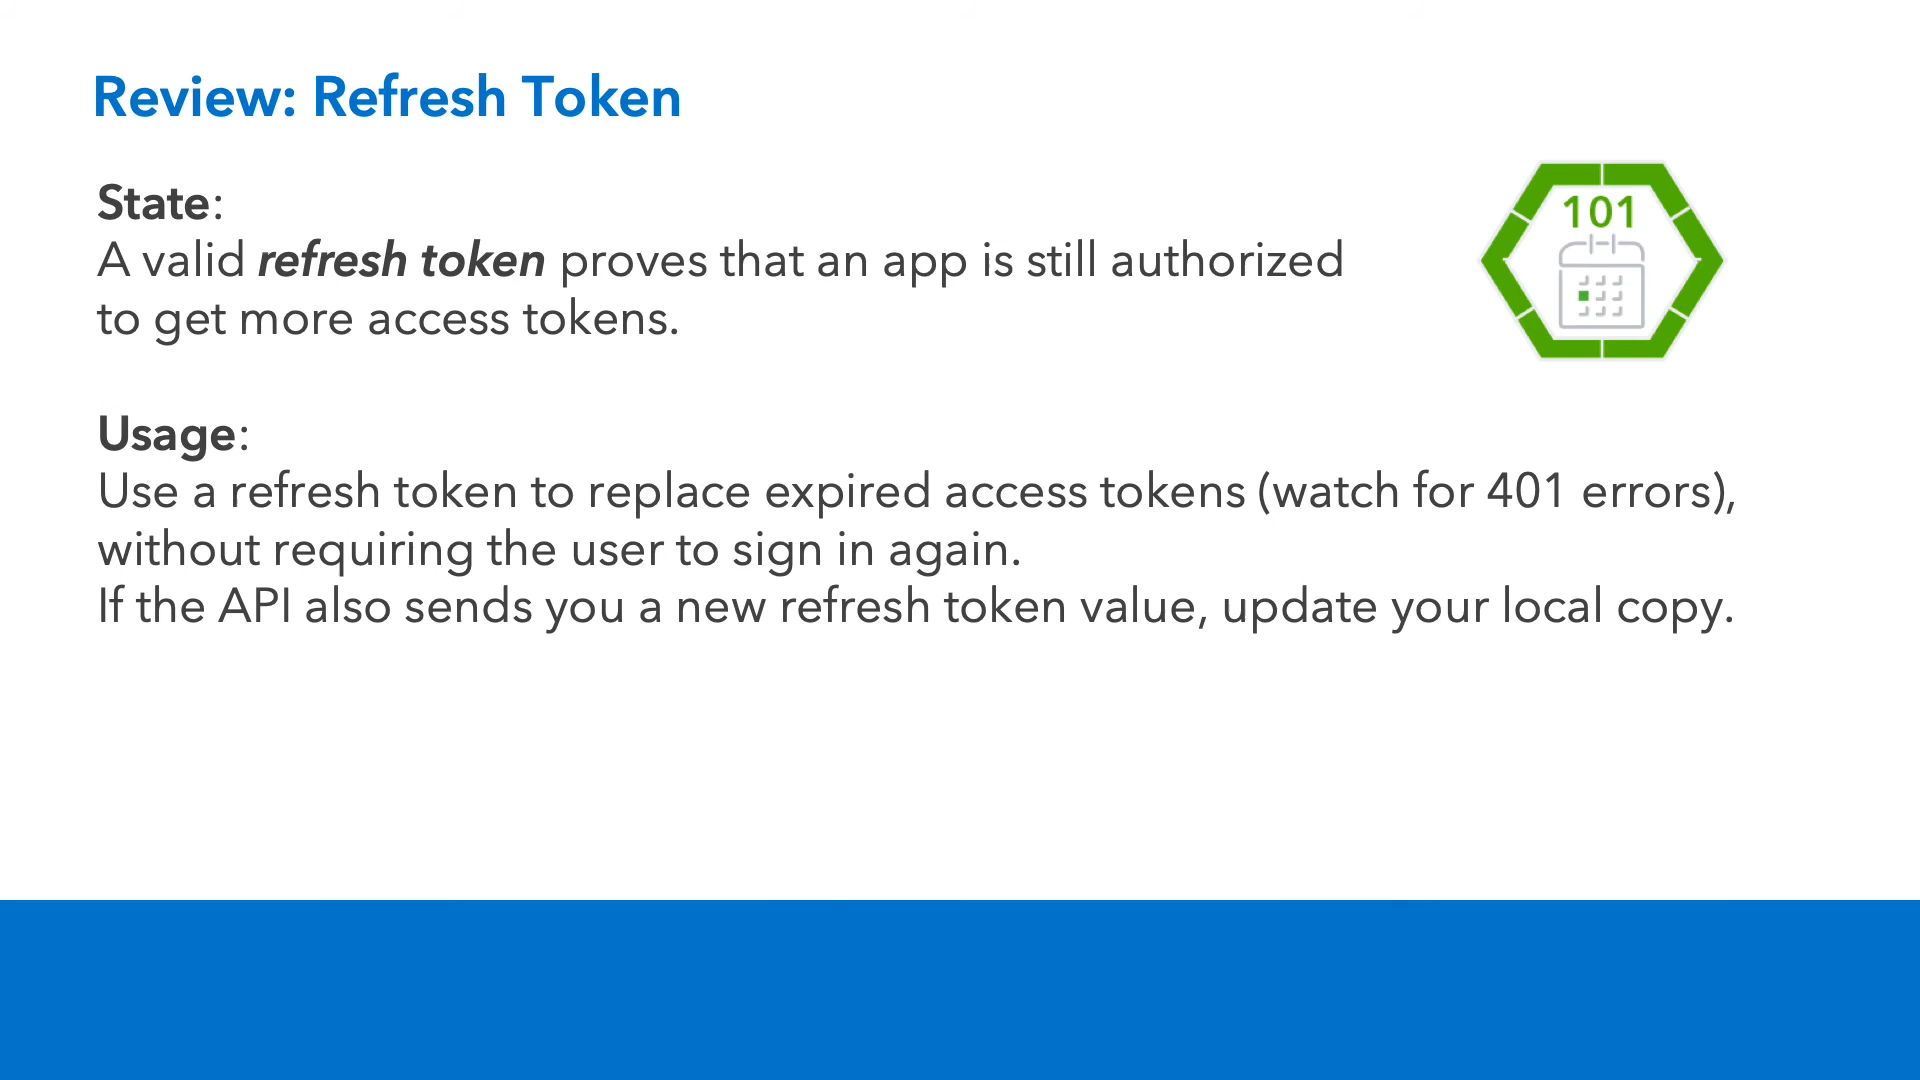 Review: Refresh Token
State:
A valid refresh token proves that an app is still authorized
to get more access tokens.
101
Usage:
Use a refresh token to replace expired access tokens (watch for 401 errors),
without requiring the user to sign in again.
If the API also sends you a new refresh token value, update your local copy.